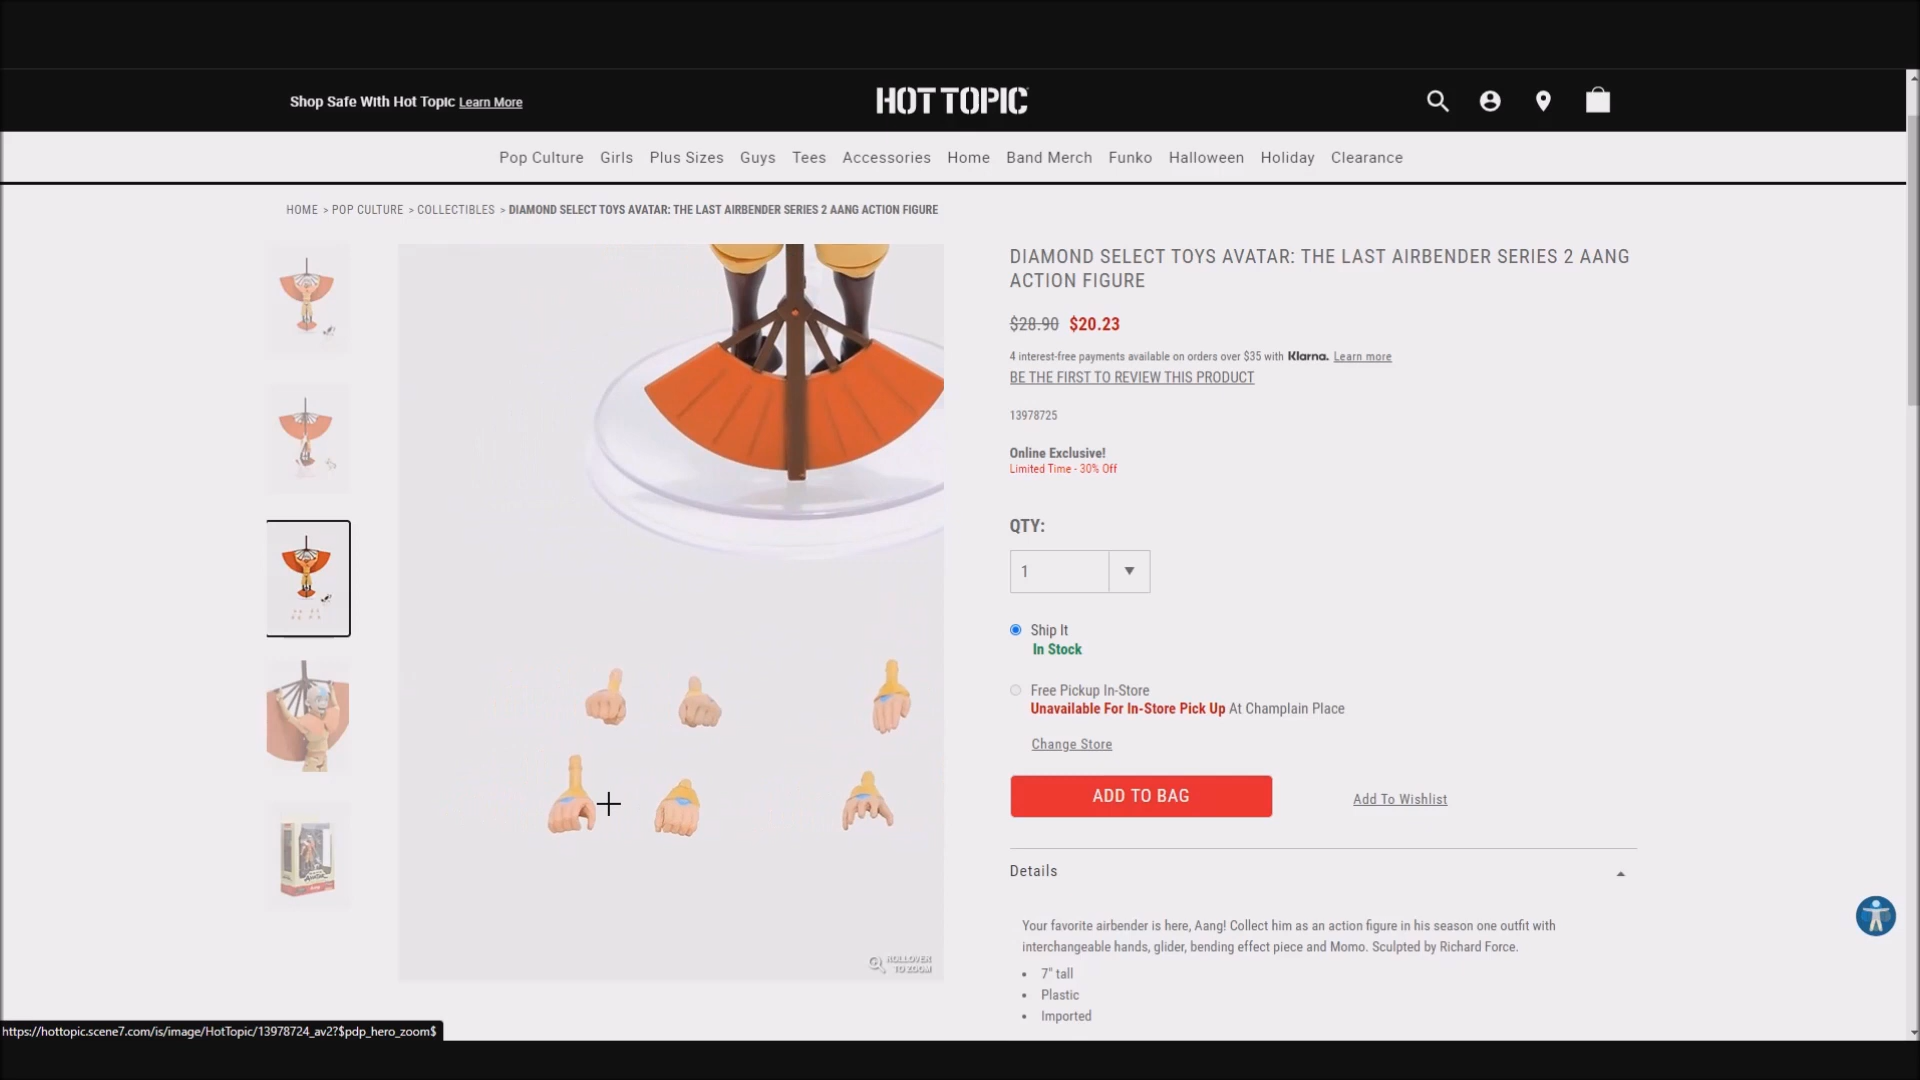 Shop Safe With Hot Topic Learn More
HOT TOPIC
Pop Culture Girls Plus Sizes Guys Tees Accessories Home Band Merch Funko Halloween Holiday Clearance
HOME > POP CULTURE > COLLECTIBLES > DIAMOND SELECT TOYS AVATAR: THE LAST AIRBENDER SERIES 2 AANG ACTION FIGURE
DIAMOND SELECT TOYS AVATAR: THE LAST AIRBENDER SERIES 2 AANG
ACTION FIGURE
$28.90 $20.23
4 interest-free payments available on orders over $35 with Klarna. Learn more
BE THE FIRST TO REVIEW THIS PRODUCT
13978725
Online Exclusive!
Limited Time - 30% Off
QTY:
1
Ship It
In Stock
Free Pickup In-Store
Unavailable For In-Store Pick Up At Champlain Place
Change Store
ADD TO BAG
Add To Wishlist
Details
Your favorite airbender is here, Aang! Collect him as an action figure in his season one outfit with
interchangeable hands, glider, bending effect piece and Momo. Sculpted by Richard Force.
• 7" tall
• Plastic
• Imported
ROLLOVER
TO ZOOM
https://hottopic.scene7.com/is/image/HotTopic/13978724_av2?$pdp_hero_zoom$